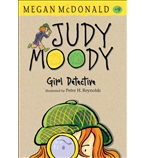 MEGAN McDONALD
JUDY
MOODY
Girl Detective
illustrated by Peter H. Reynolds